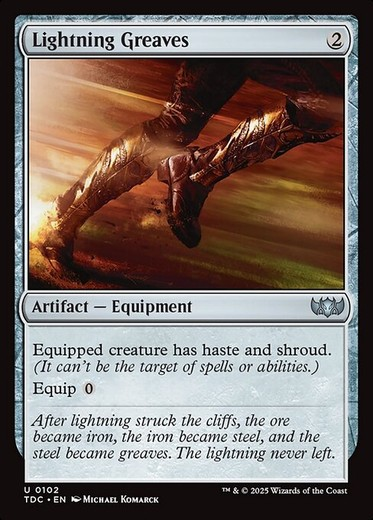 Lightning Greaves 2
Artifact — Equipment
Equipped creature has haste and shroud.
(It can't be the target of spells or abilities.)
Equip 0
After lightning struck the cliffs, the ore
became iron, the iron became steel, and the
steel became greaves. The lightning never left.
U 0102
TDC • EN Michael Komarck ™ & © 2025 Wizards of the Coast